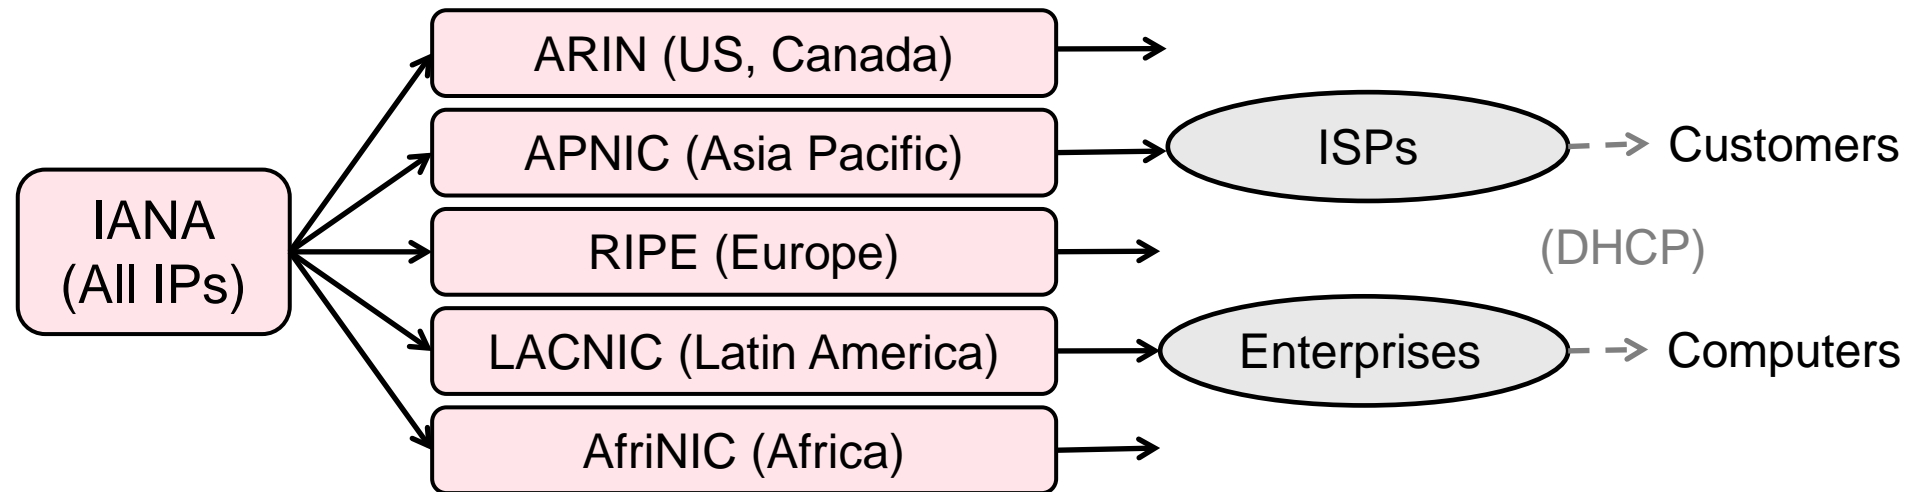 IANA
(All IPs)
ARIN (US, Canada)
APNIC (Asia Pacific)
RIPE (Europe)
LACNIC (Latin America)
AfriNIC (Africa)
ISPs
Customers
(DHCP)
Enterprises
Computers